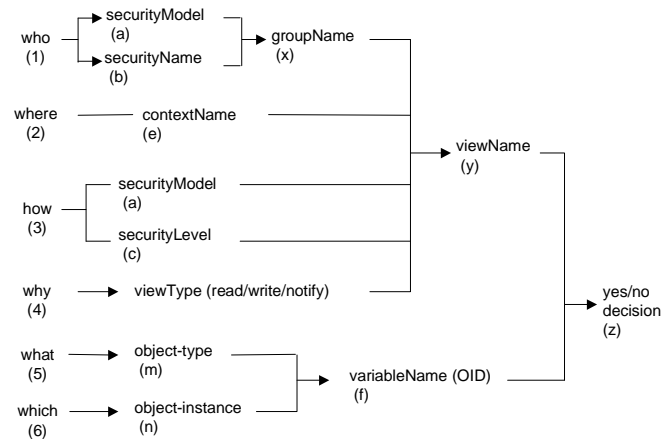 who
(1)
securityModel
(a)
securityName
(b)
groupName
(x)
where
(2)
contextName
(e)
viewName
(y)
how
(3)
securityModel
(a)
securityLevel
(c)
why
(4)
viewType (read/write/notify)
yes/no
decision
(z)
what
(5)
object-type
(m)
variableName (OID)
(f)
which
(6)
object-instance
(n)